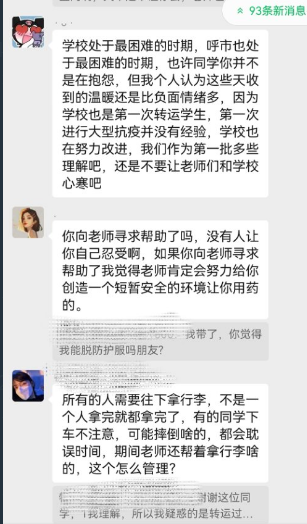 93条新消息
学校处于最困难的时期，呼市也处
于最困难的时期，也许同学你并不
是在抱怨，但我个人认为这些天收
到的温暖还是比负面情绪多，因为
学校也是第一次转运学生，第一次
进行大型抗疫并没有经验，学校也
在努力改进，我们作为第一批多些
理解吧，还是不要让老师们和学校
心寒吧
你向老师寻求帮助了吗，没有人让
你自己忍受啊，如果你向老师寻求
帮助了我觉得老师肯定会努力给你
创造一个短暂安全的环境让你用药
的。
我带了，你觉得
我能脱防护服吗朋友？
所有的人需要往下拿行李，不是一
个人拿完就都拿完了，有的同学下
车不注意，可能摔倒啥的，都会耽
误时间，期间老师还帮着拿行李啥
的，这个怎么管理？
谢谢这位同
学，我理解，所以我疑惑的是转运过...